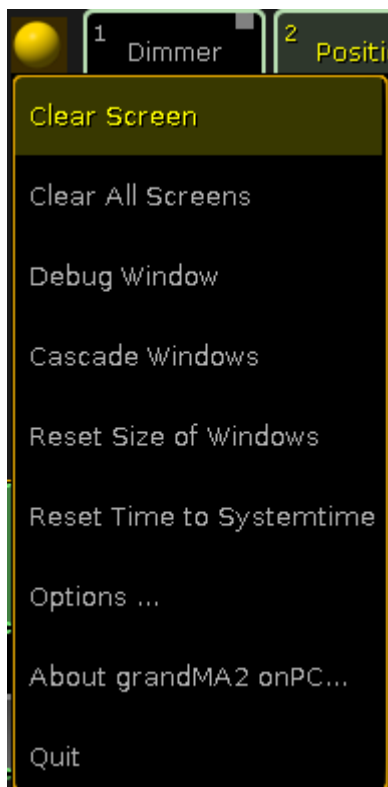 1
Dimmer
2
Positi
Clear Screen
Clear All Screens
Debug Window
Cascade Windows
Reset Size of Windows
Reset Time to Systemtime
Options ...
About grandMA2 onPC...
Quit